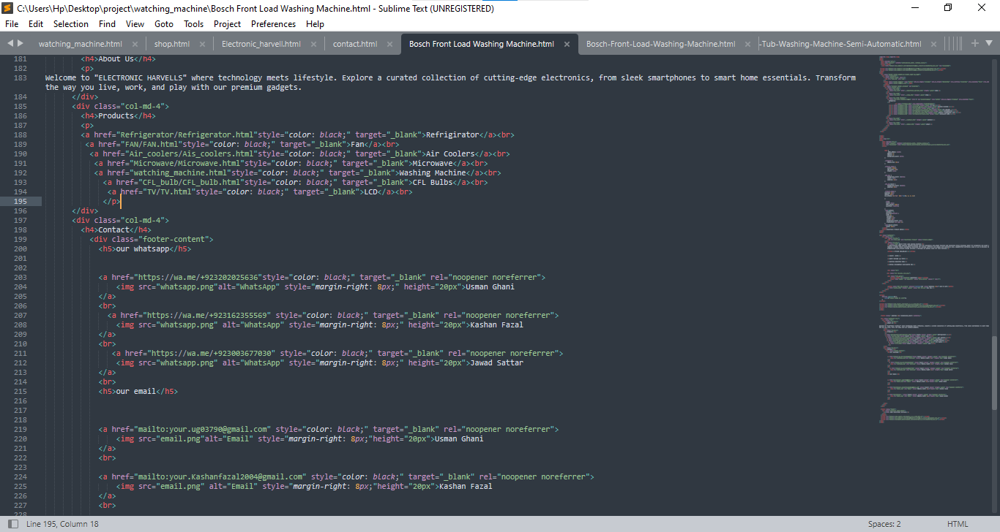 C:\Users\Hp\Desktop\project\watching_machine\Bosch Front Load Washing Machine.html - Sublime Text (UNREGISTERED)
File Edit Selection Find View Goto Tools Project Preferences Help
watching_machine.html × shop.html × Electronic_harvell.html × contact.html × Bosch Front Load Washing Machine.html × Bosch-Front-Load-Washing-Machine.html × -Tub-Washing-Machine-Semi-Automatic.html ×
181 <h4>About Us</h4>
182 <p>
183 Welcome to "ELECTRONIC HARVELLS" where technology meets lifestyle. Explore a curated collection of cutting-edge electronics, from sleek smartphones to smart home essentials. Transform
the way you live, work, and play with our premium gadgets.
184 </div>
185 <div class="col-md-4">
186 <h4>Products</h4>
187 <p>
188 <a href="Refrigerator/Refrigerator.html"style="color: black;" target="_blank">Refrigirator</a><br>
189 <a href="FAN/FAN.html"style="color: black;" target="_blank">Fan</a><br>
190 <a href="Air_coolers/Ais_coolers.html"style="color: black;" target="_blank">Air Coolers</a><br>
191 <a href="Microwave/Microwave.html"style="color: black;" target="_blank">Microwave</a><br>
192 <a href="watching_machine.html"style="color: black;" target="_blank">Washing Machine</a><br>
193 <a href="CFL_bulb/CFL_bulb.html"style="color: black;" target="_blank">CFL Bulbs</a><br>
194 <a href="TV/TV.html"style="color: black;" target="_blank">LCD</a><br>
195 </p>
196 </div>
197 <div class="col-md-4">
198 <h4>Contact</h4>
199 <div class="footer-content">
200 <h5>our whatsapp</h5>
201
202
203 <a href="https://wa.me/+923202025636"style="color: black;" target="_blank" rel="noopener noreferrer">
204 <img src="whatsapp.png"alt="WhatsApp" style="margin-right: 8px;" height="20px">Usman Ghani
205 </a>
206 <br>
207 <a href="https://wa.me/+923162355569" style="color: black;" target="_blank" rel="noopener noreferrer">
208 <img src="whatsapp.png" alt="WhatsApp" style="margin-right: 8px;" height="20px">Kashan Fazal
209 </a>
210 <br>
211 <a href="https://wa.me/+923003677030" style="color: black;" target="_blank" rel="noopener noreferrer">
212 <img src="whatsapp.png" alt="WhatsApp" style="margin-right: 8px;" height="20px">Jawad Sattar
213 </a>
214 <br>
215 <h5>our email</h5>
216
217
218
219 <a href="mailto:your.ug03790@gmail.com" style="color: black;" target="_blank" rel="noopener noreferrer">
220 <img src="email.png"alt="Email" style="margin-right: 8px;"height="20px">Usman Ghani
221 </a>
222 <br>
223
224 <a href="mailto:your.Kashanfazal2004@gmail.com" style="color: black;" target="_blank" rel="noopener noreferrer">
225 <img src="email.png" alt="Email" style="margin-right: 8px;"height="20px">Kashan Fazal
226 </a>
227 <br>
228
Line 195, Column 18 Spaces: 2 HTML